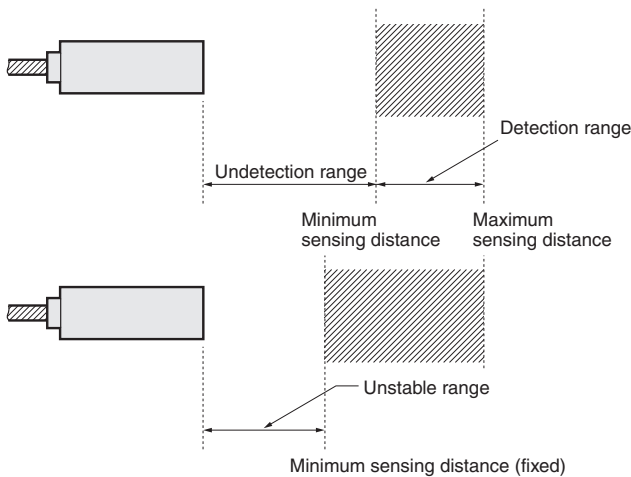 Detection range
Undetection range
Minimum
sensing distance
Maximum
sensing distance
Unstable range
Minimum sensing distance (fixed)